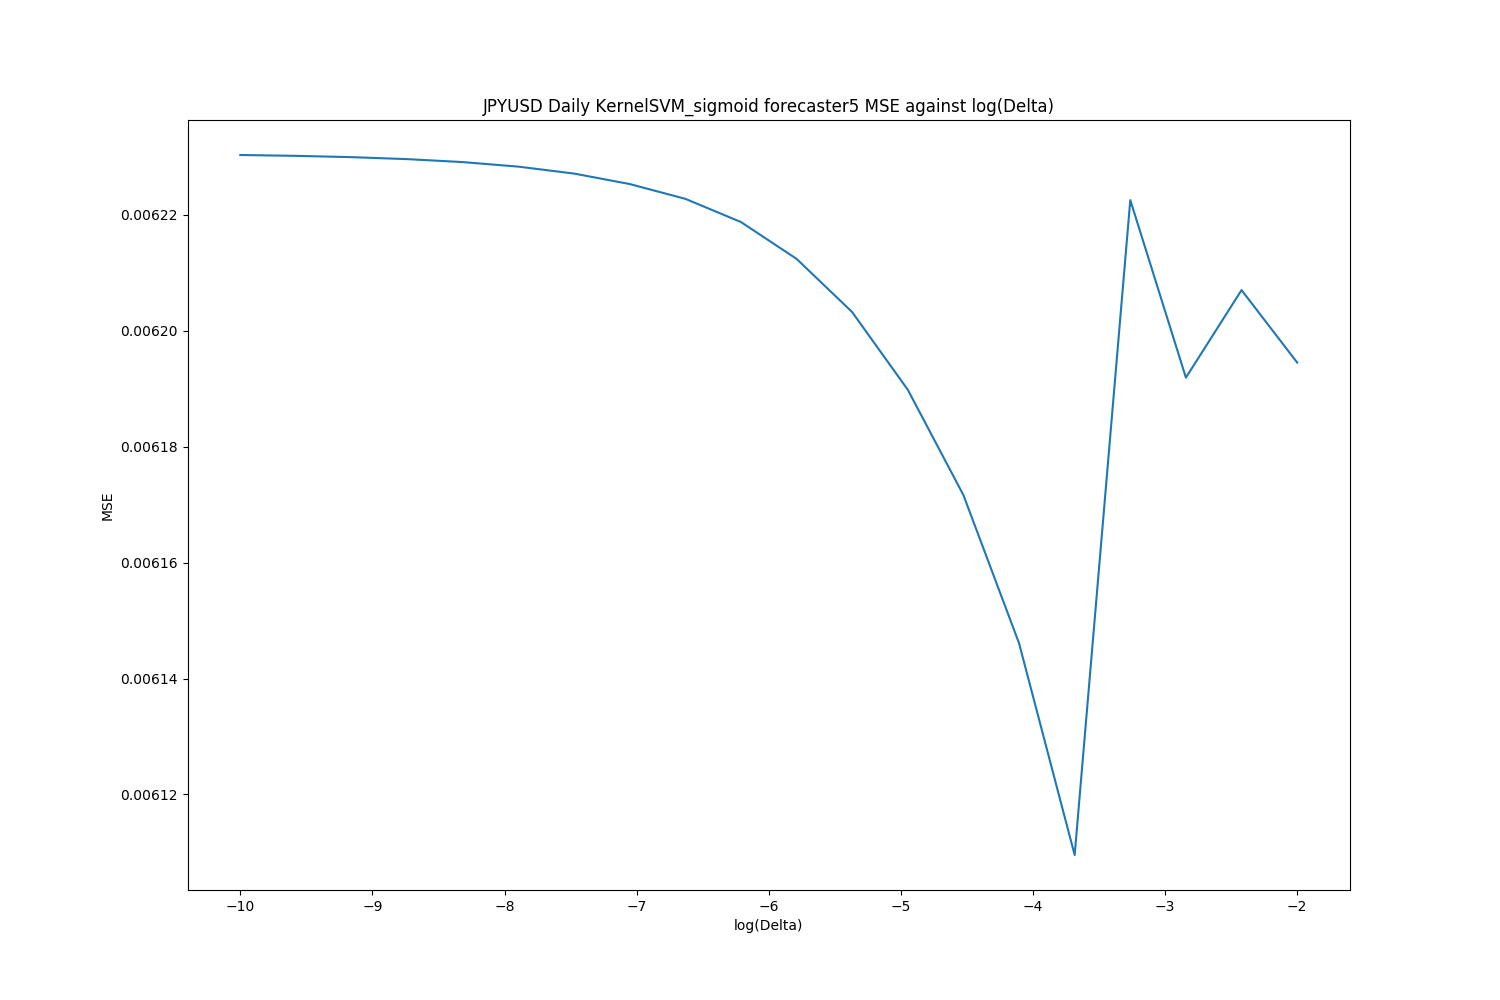 JPYUSD Daily KernelSVM_sigmoid forecaster5 MSE against log(Delta)
0.00622
0.00620
0.00618
0.00616
0.00614
0.00612
MSE
−10 −9 −8 −7 −6 −5 −4 −3 −2
log(Delta)